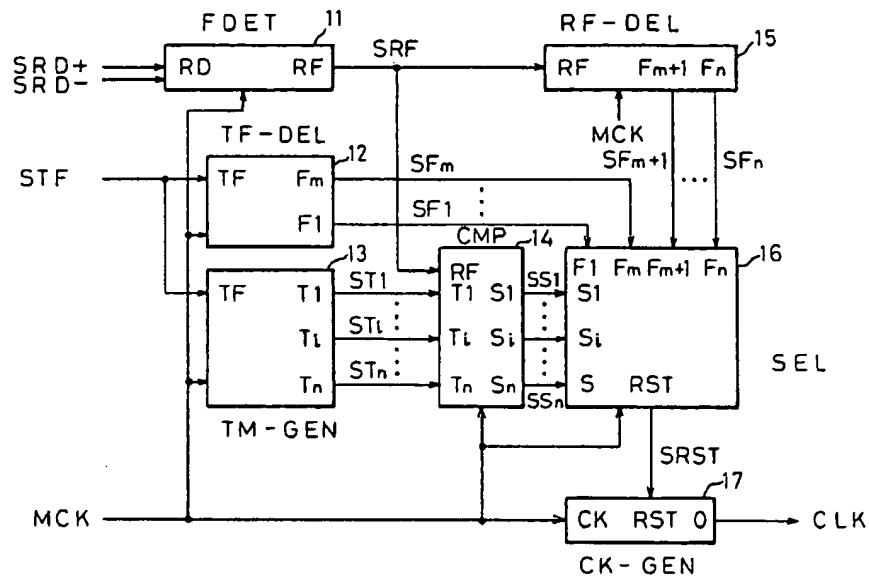 FDET 11
SRD+
SRD-
RD RF
SRF
RF-DEL
15
RF Fm+1 Fn
MCK
SFm+1 ... SFn
TF-DEL
12
STF
TF Fm
F1
SFm
SF1
13
TF T1
Ti
Tn
TM-GEN
ST1
STi
STn
CMP 14
RF
T1 S1
Ti Si
Tn Sn
SS1
SSn
16
F1 Fm Fm+1 Fn
S1
Si
S RST
SEL
SRST
MCK
17
CK RST O
CLK
CK-GEN